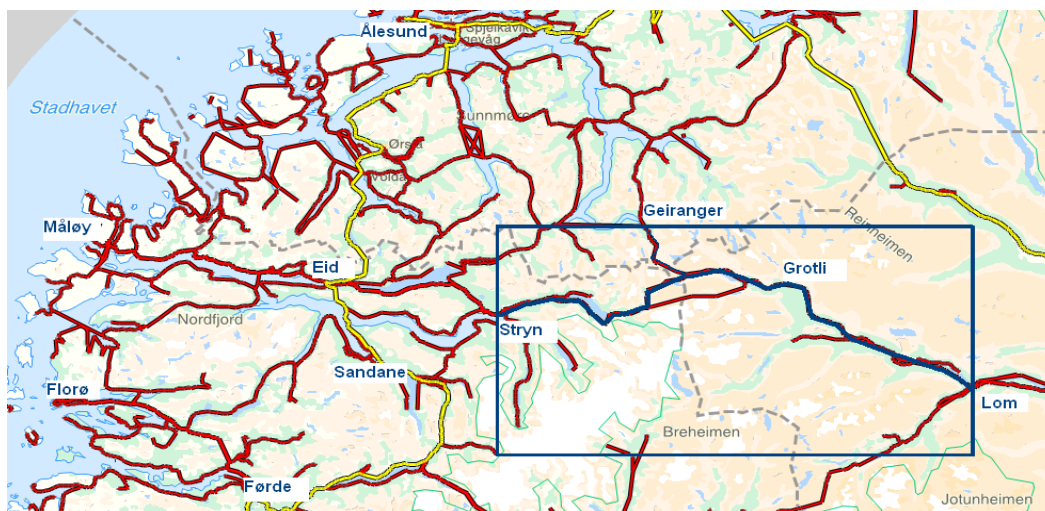 Ålesund
Spjelkavik
Stadhavet
Sunnmøre
Ørsta
Volda
Geiranger
Reinheimen
Måløy
Eid
Grotli
Nordfjord
Stryn
Sandane
Florø
Lom
Breheimen
Førde
Jotunheimen